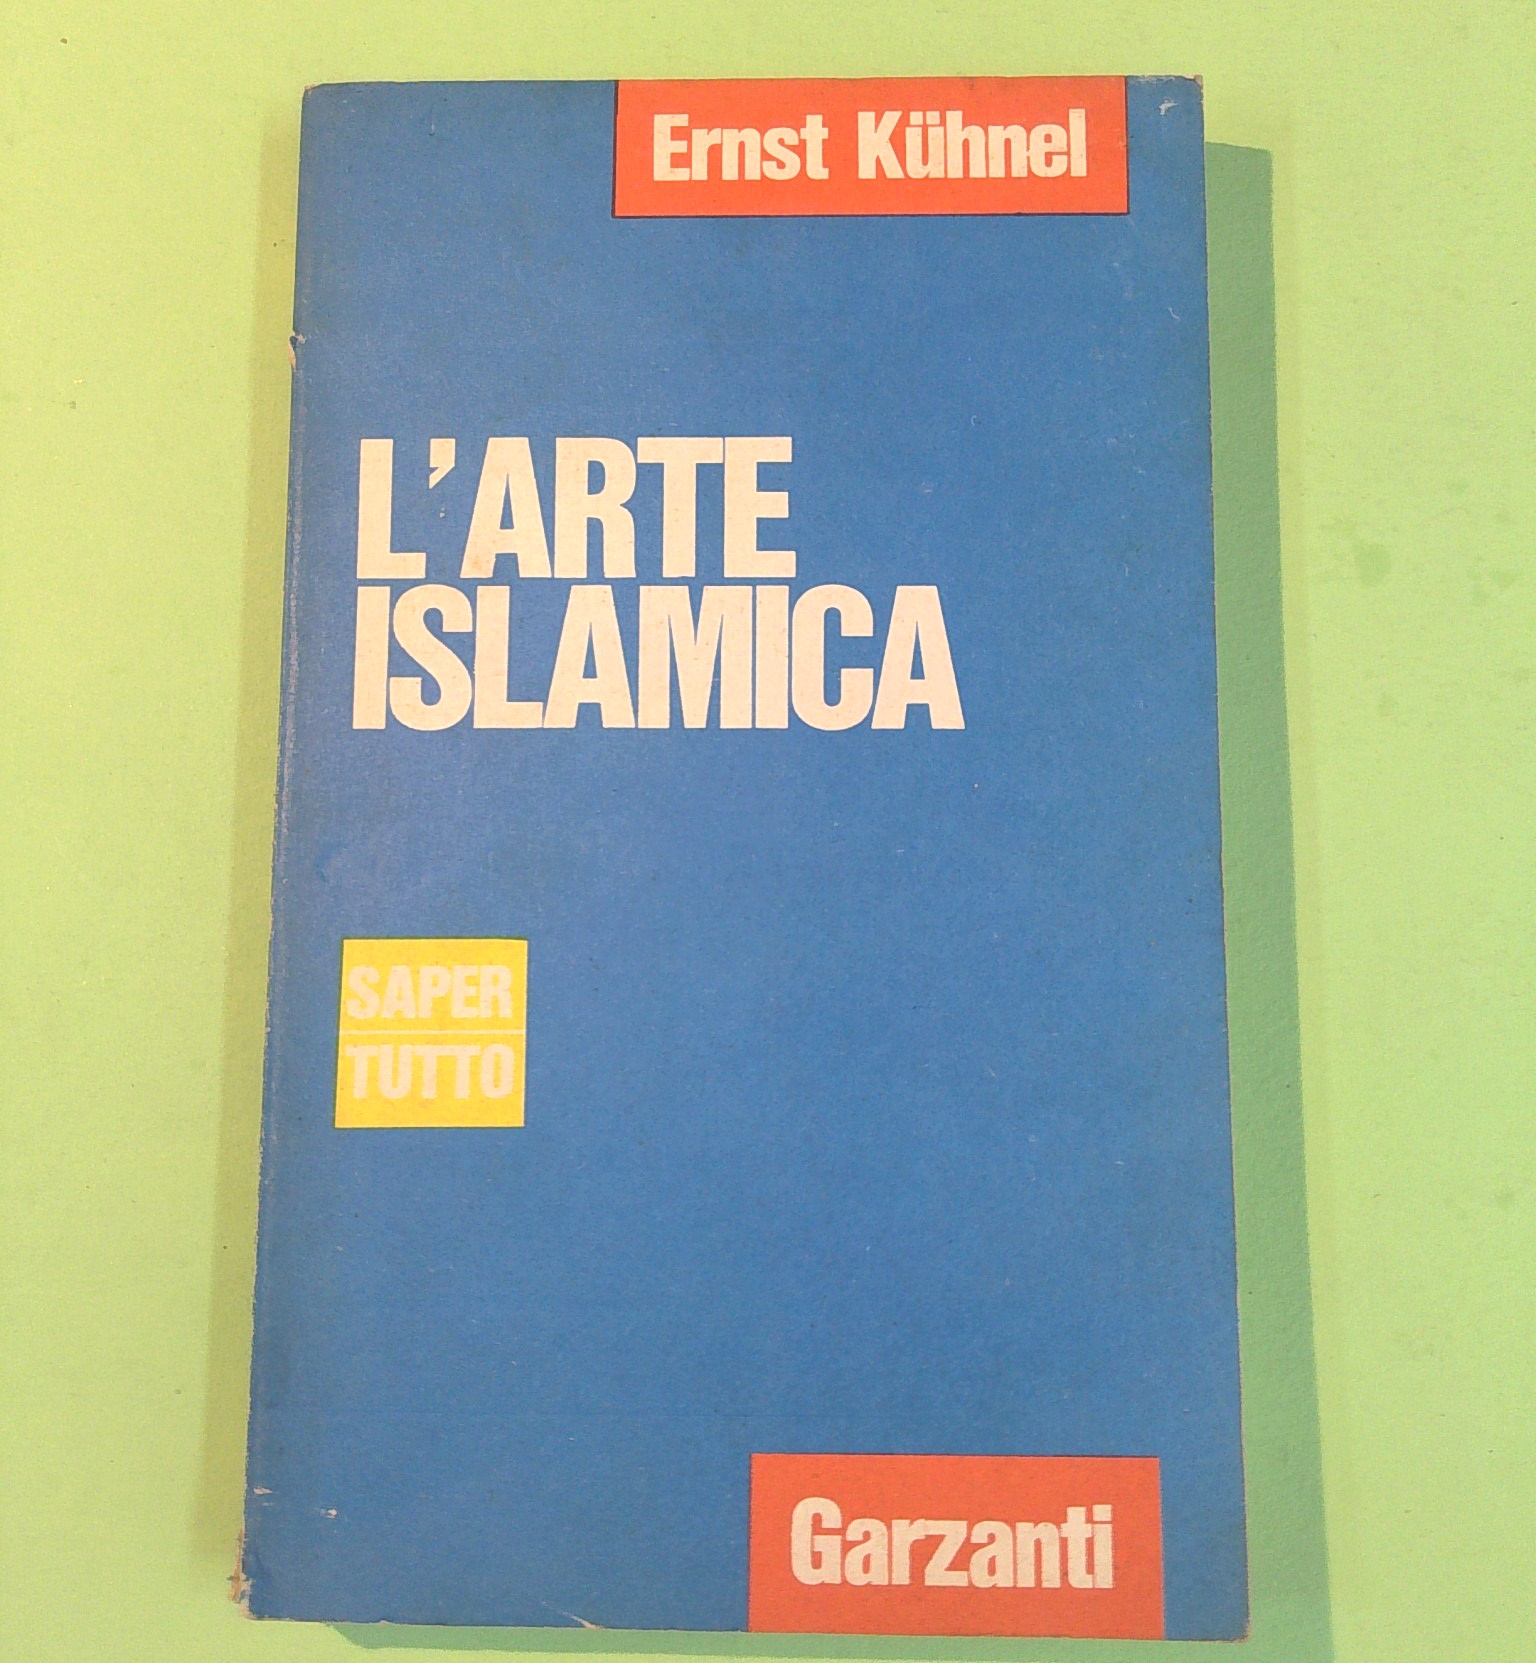 Ernst Kühnel
L'ARTE
ISLAMICA
SAPER
TUTTO
Garzanti